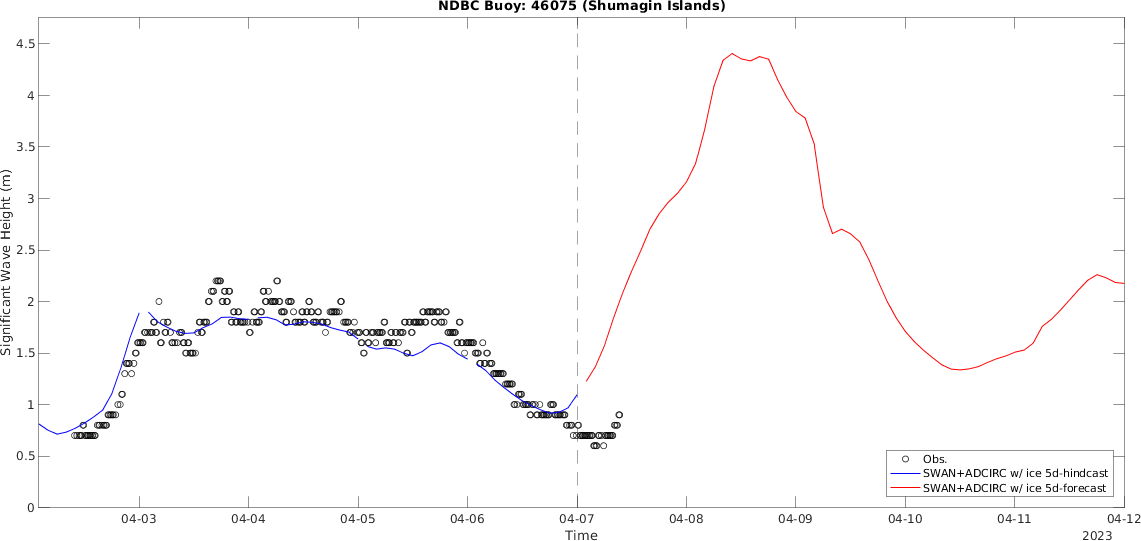 NDBC Buoy: 46075 (Shumagin Islands)
Significant Wave Height (m)
4.5
4
3.5
3
2.5
2
1.5
1
0.5
0
Obs.
SWAN+ADCIRC w/ ice 5d-hindcast
SWAN+ADCIRC w/ ice 5d-forecast
04-03 04-04 04-05 04-06 04-07 04-08 04-09 04-10 04-11 04-12
Time
2023